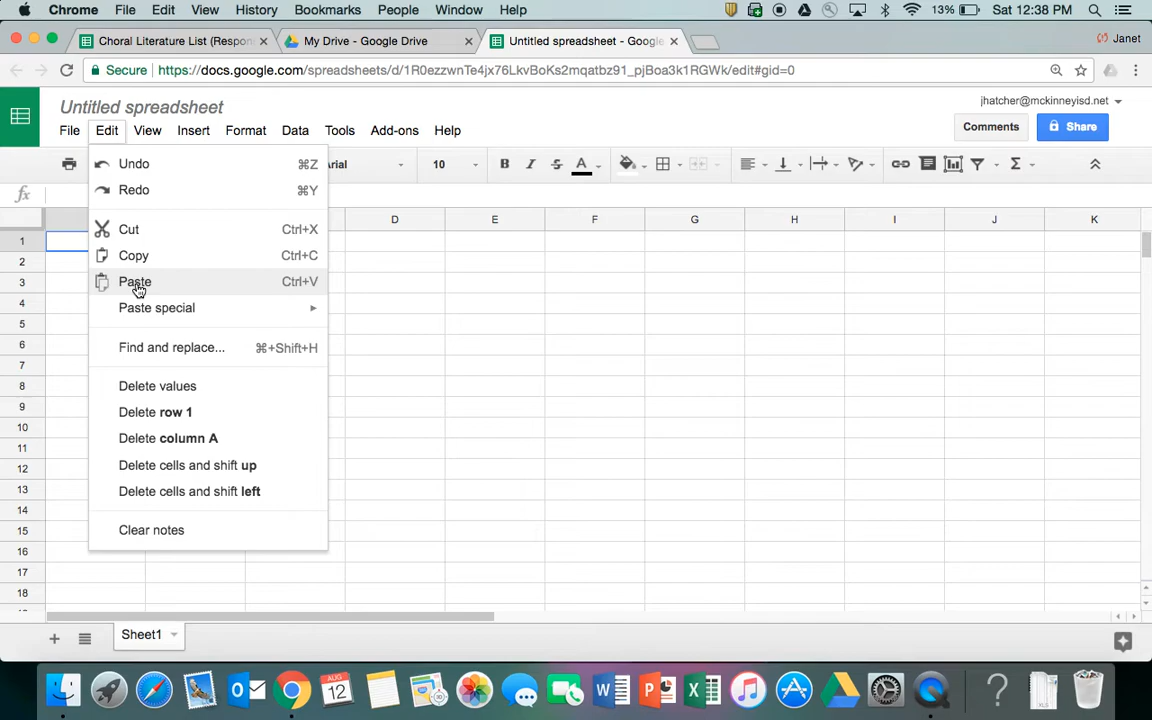 Chrome File Edit View History Bookmarks People Window Help 13% Sat 12:38 PM
Choral Literature List (Respon My Drive - Google Drive Untitled spreadsheet - Google Janet
Secure https://docs.google.com/spreadsheets/d/1R0ezzwnTe4jx76LkvBoKs2mqatbz91_pjBoa3k1RGWk/edit#gid=0
Untitled spreadsheet jhatcher@mckinneyisd.net
File Edit View Insert Format Data Tools Add-ons Help Comments Share
rial 10 B I S A Σ
fx
D E F G H I J K
1
2
3
4
5
6
7
8
9
10
11
12
13
14
15
16
17
18
Undo ⌘Z
Redo ⌘Y
Cut Ctrl+X
Copy Ctrl+C
Paste Ctrl+V
Paste special
Find and replace... ⌘+Shift+H
Delete values
Delete row 1
Delete column A
Delete cells and shift up
Delete cells and shift left
Clear notes
Sheet1
AUG
12